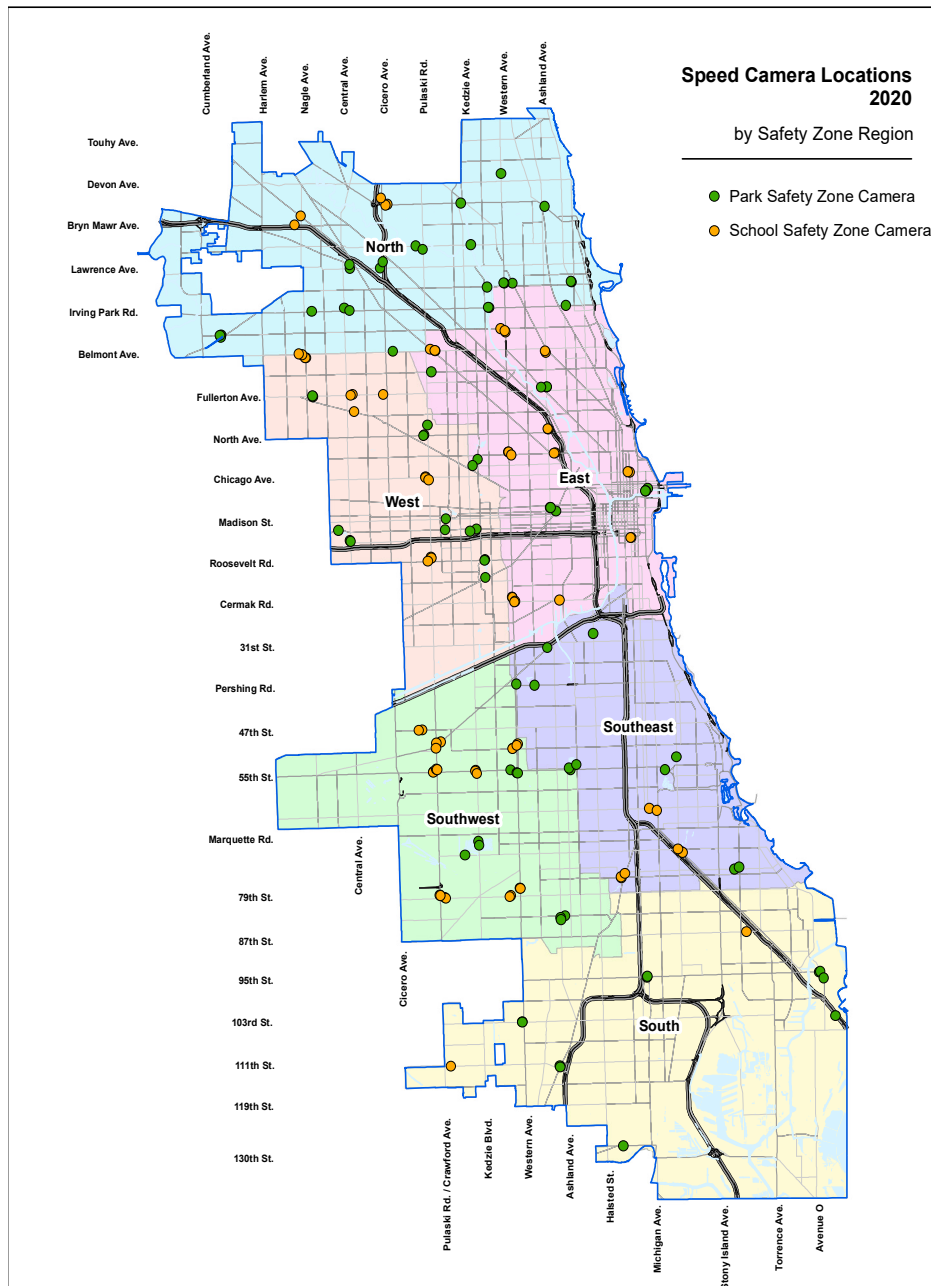 Cumberland Ave.
Harlem Ave.
Nagle Ave.
Central Ave.
Cicero Ave.
Pulaski Rd.
Kedzie Ave.
Western Ave.
Ashland Ave.
Speed Camera Locations
2020
by Safety Zone Region
Park Safety Zone Camera
School Safety Zone Camera
Touhy Ave.
Devon Ave.
Bryn Mawr Ave.
Lawrence Ave.
Irving Park Rd.
Belmont Ave.
Fullerton Ave.
North Ave.
Chicago Ave.
Madison St.
Roosevelt Rd.
Cermak Rd.
31st St.
Pershing Rd.
47th St.
55th St.
Marquette Rd.
79th St.
87th St.
95th St.
103rd St.
111th St.
119th St.
130th St.
North
East
West
Southeast
Southwest
South
Central Ave.
Cicero Ave.
Pulaski Rd. / Crawford Ave.
Kedzie Blvd.
Western Ave.
Ashland Ave.
Halsted St.
Michigan Ave.
Stony Island Ave.
Torrence Ave.
Avenue O